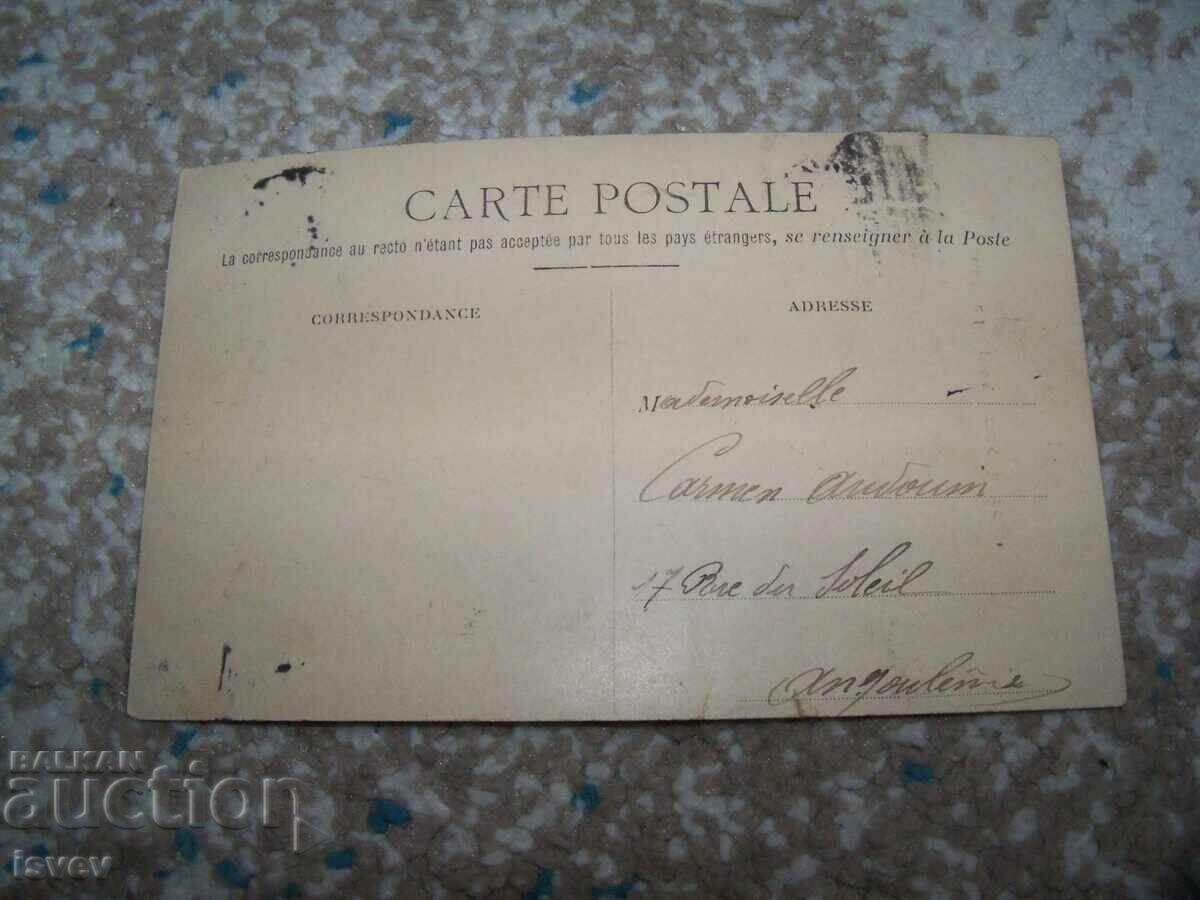 CARTE POSTALE
La correspondance au recto n'étant pas acceptée par tous les pays étrangers, se renseigner à la Poste
CORRESPONDANCE
ADRESSE
Mademoiselle
Carmen Audouin
17 Rue du Soleil
Angoulême
BALKAN
auction
isvev